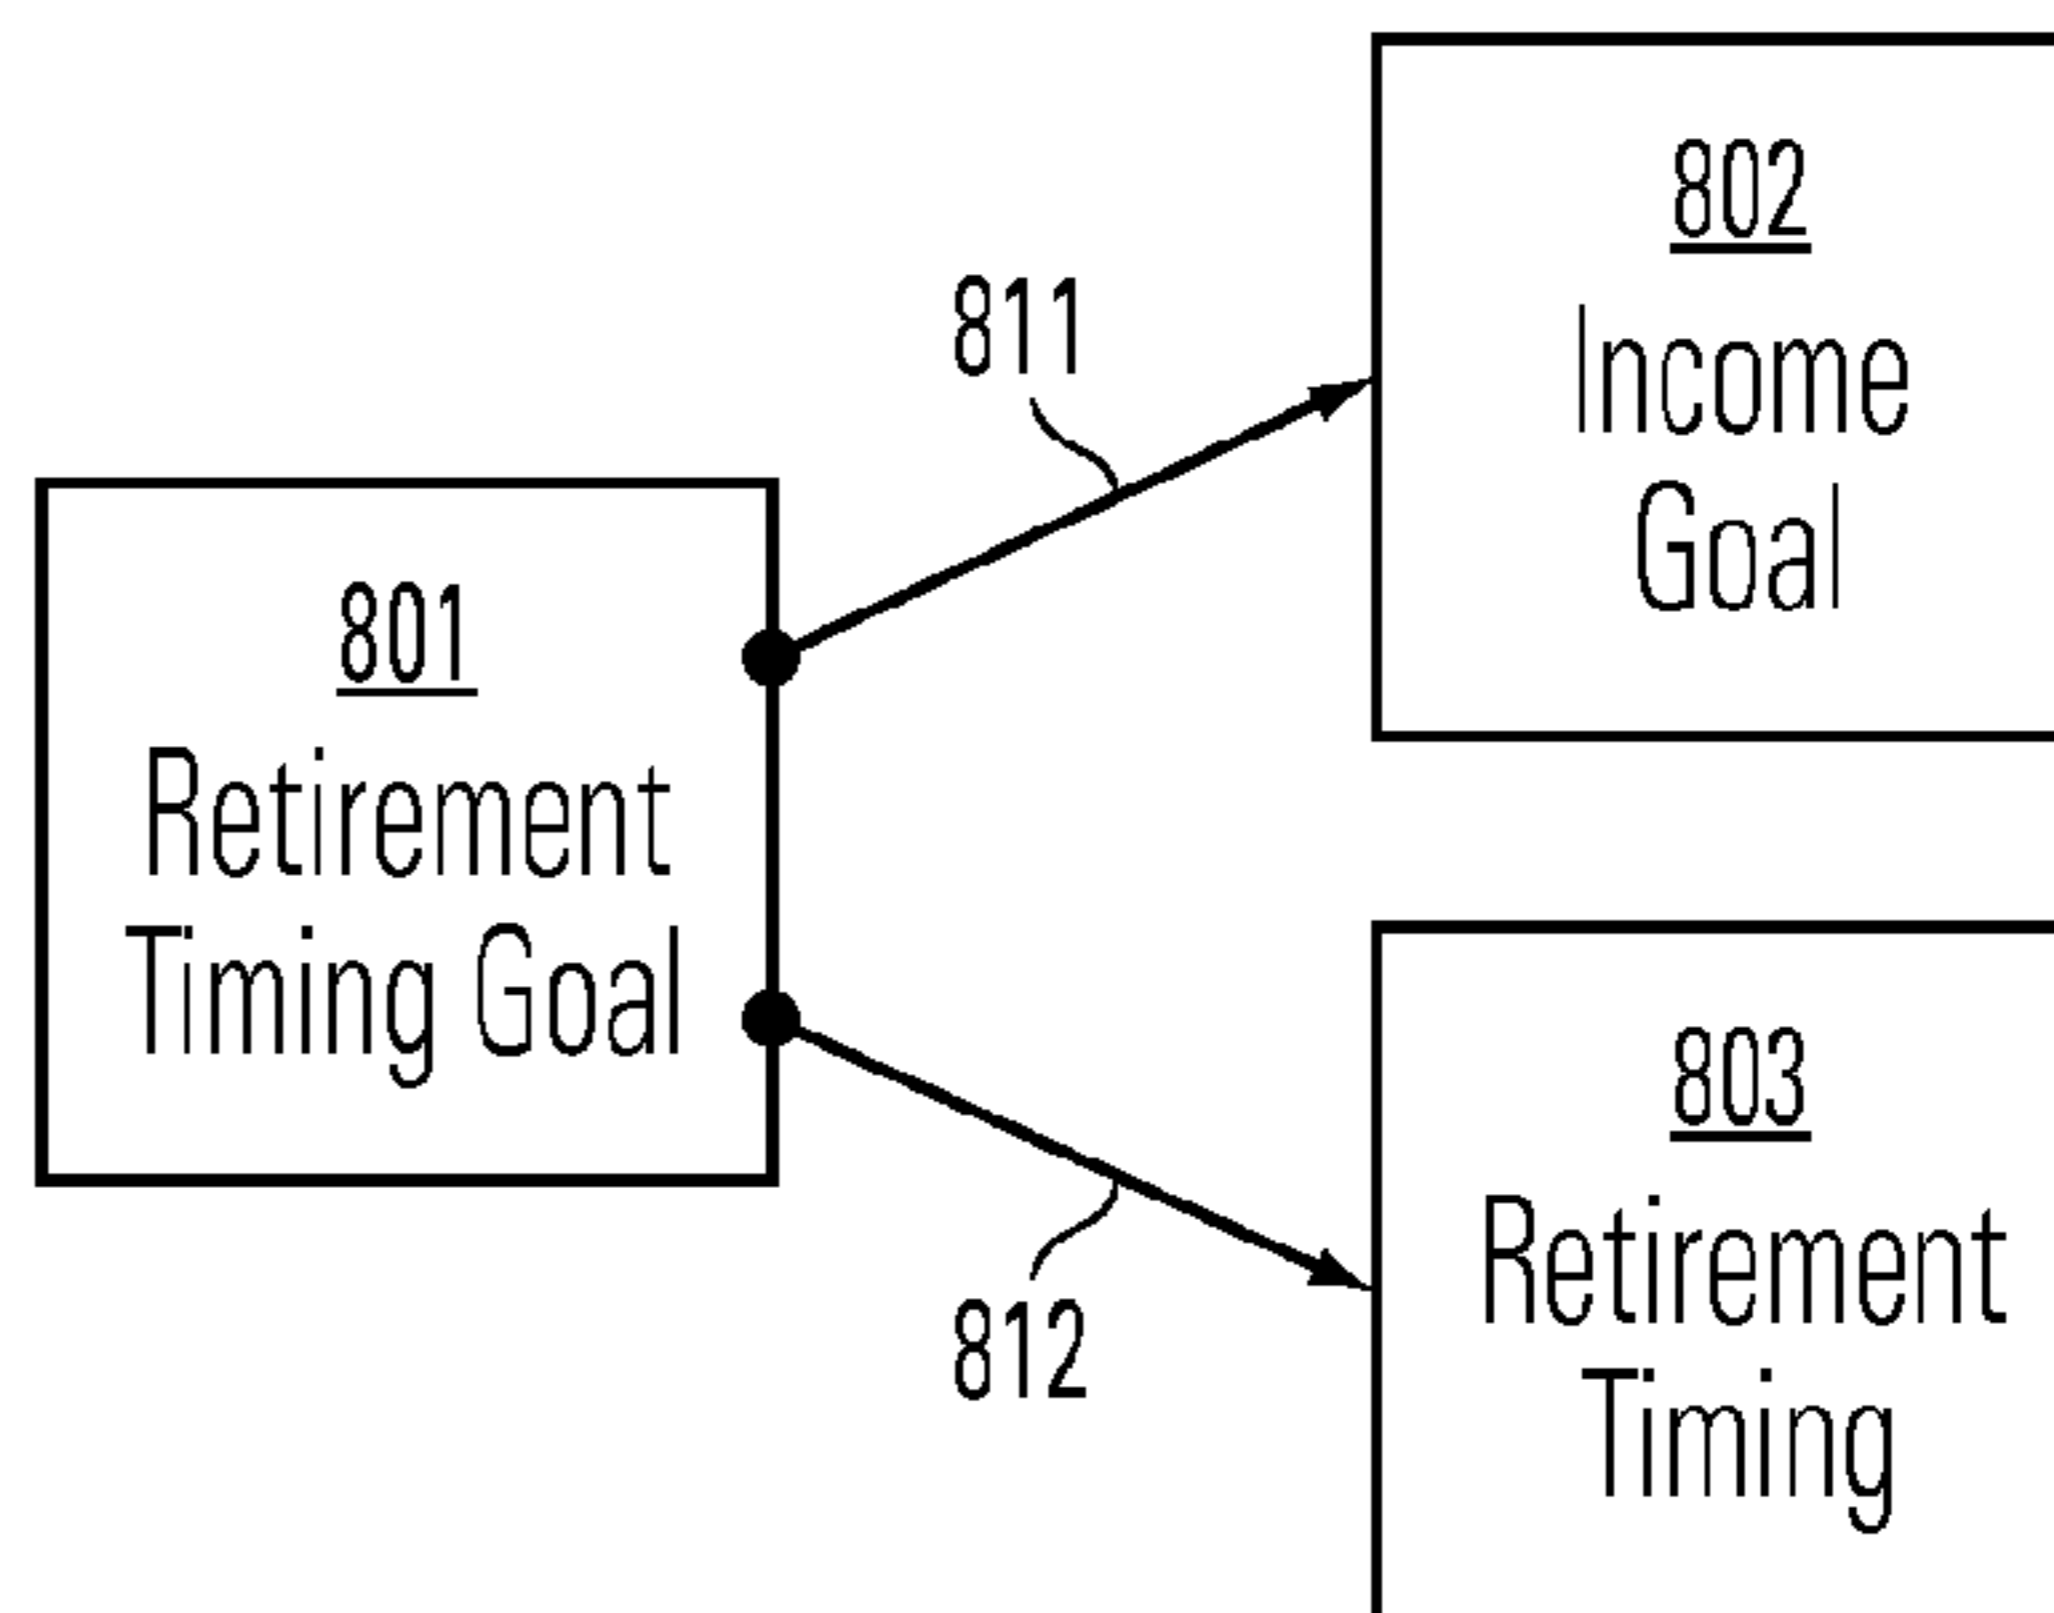 802
Income
Goal
811
801
Retirement
Timing Goal
812
803
Retirement
Timing